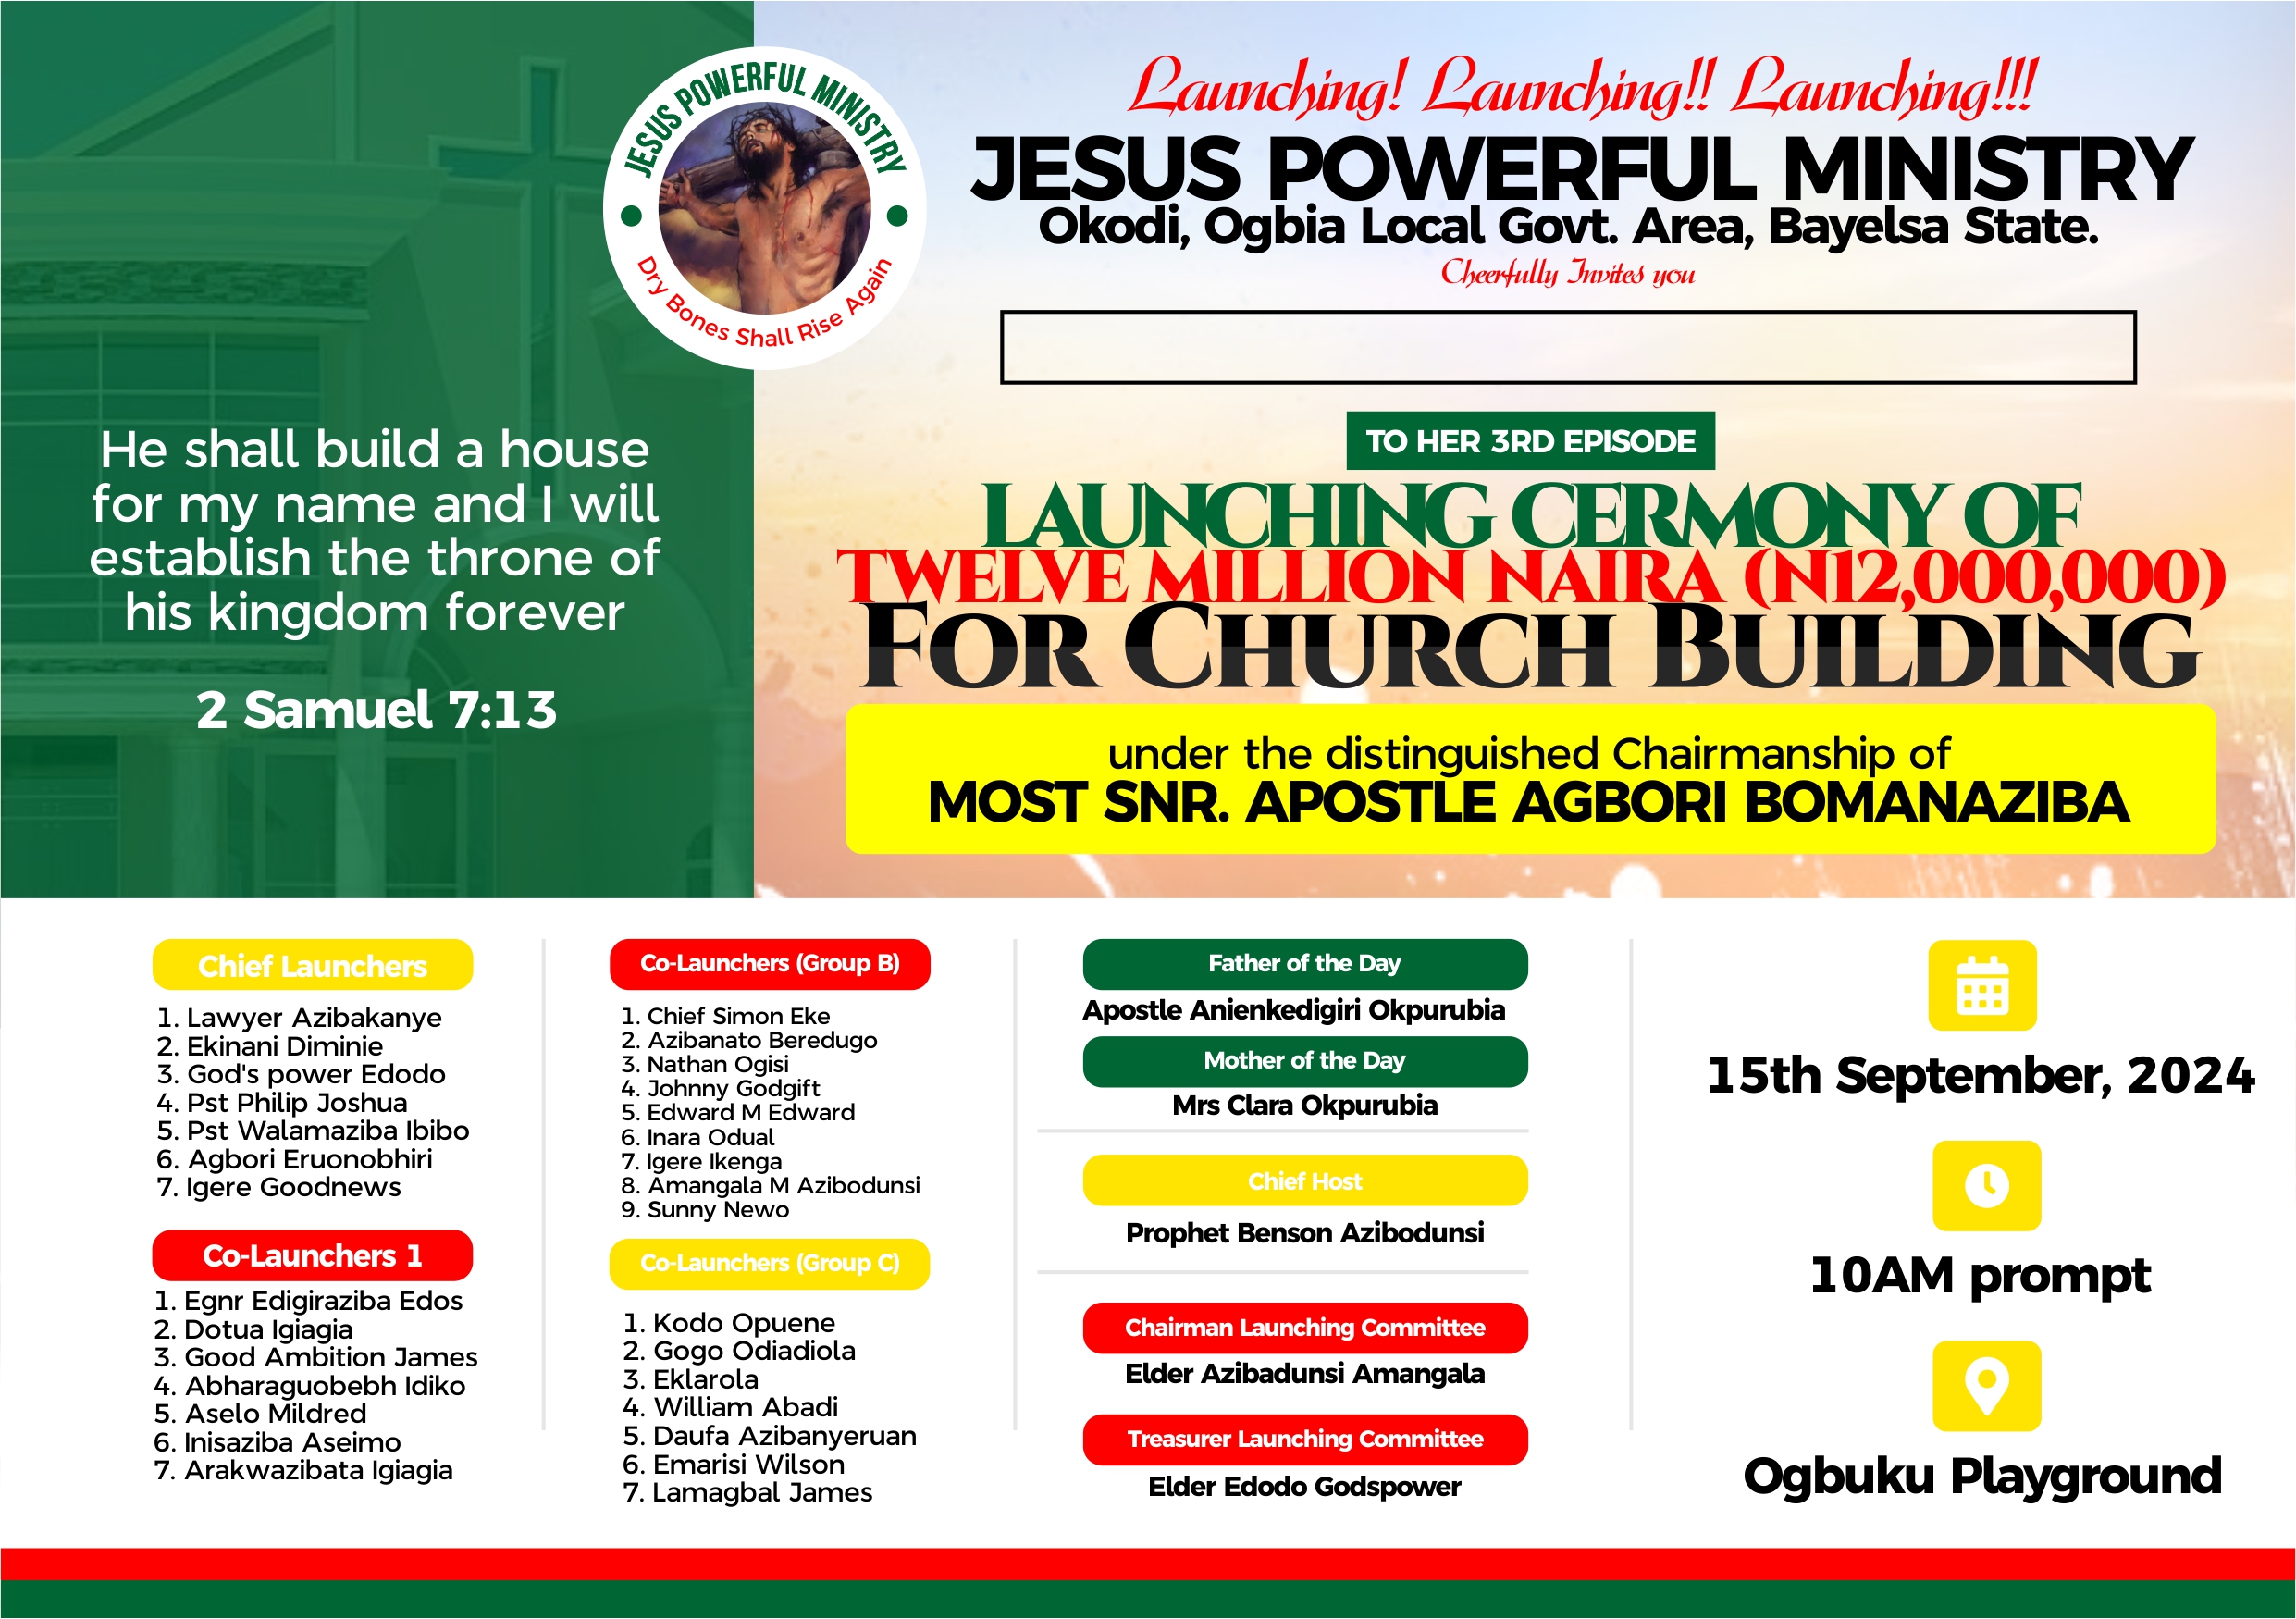 JESUS POWERFUL MINISTRY
Dry Bones Shall Rise Again
He shall build a house
for my name and I will
establish the throne of
his kingdom forever
2 Samuel 7:13
Launching! Launching!! Launching!!!
JESUS POWERFUL MINISTRY
Okodi, Ogbia Local Govt. Area, Bayelsa State.
Cheerfully Invites you
TO HER 3RD EPISODE
LAUNCHING CERMONY OF
TWELVE MILLION NAIRA (N12,000,000)
FOR CHURCH BUILDING
under the distinguished Chairmanship of
MOST SNR. APOSTLE AGBORI BOMANAZIBA
Chief Launchers
1. Lawyer Azibakanye
2. Ekinani Diminie
3. God's power Edodo
4. Pst Philip Joshua
5. Pst Walamaziba Ibibo
6. Agbori Eruonobhiri
7. Igere Goodnews
Co-Launchers 1
1. Egnr Edigiraziba Edos
2. Dotua Igiagia
3. Good Ambition James
4. Abharaguobebh Idiko
5. Aselo Mildred
6. Inisaziba Aseimo
7. Arakwazibata Igiagia
Co-Launchers (Group B)
1. Chief Simon Eke
2. Azibanato Beredugo
3. Nathan Ogisi
4. Johnny Godgift
5. Edward M Edward
6. Inara Odual
7. Igere Ikenga
8. Amangala M Azibodunsi
9. Sunny Newo
Co-Launchers (Group C)
1. Kodo Opuene
2. Gogo Odiadiola
3. Eklarola
4. William Abadi
5. Daufa Azibanyeruan
6. Emarisi Wilson
7. Lamagbal James
Father of the Day
Apostle Anienkedigiri Okpurubia
Mother of the Day
Mrs Clara Okpurubia
Chief Host
Prophet Benson Azibodunsi
Chairman Launching Committee
Elder Azibadunsi Amangala
Treasurer Launching Committee
Elder Edodo Godspower
15th September, 2024
10AM prompt
Ogbuku Playground